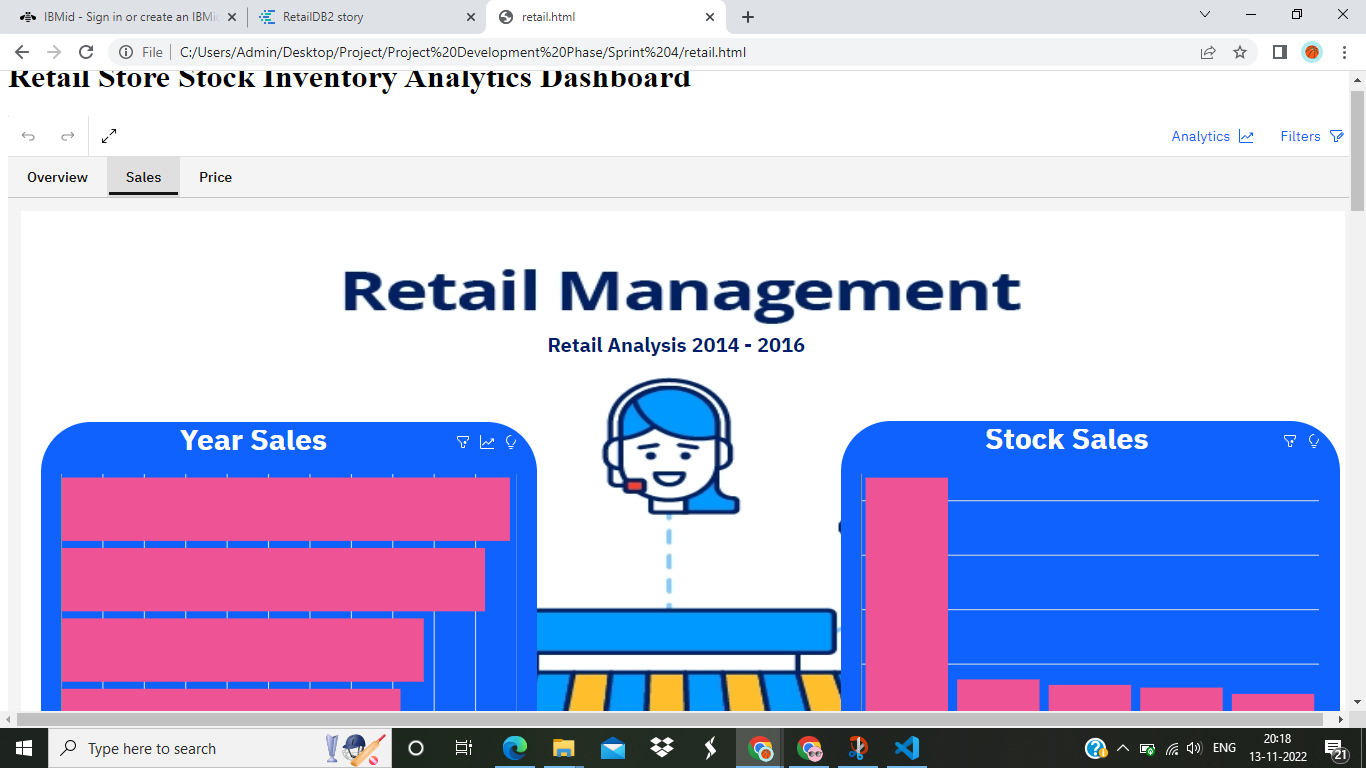 IBMid - Sign in or create an IBMi
RetailDB2 story
retail.html
File
C:/Users/Admin/Desktop/Project/Project%20Development%20Phase/Sprint%204/retail.html
Retail Store Stock Inventory Analytics Dashboard
Analytics
Filters
Overview
Sales
Price
Retail Management
Retail Analysis 2014 - 2016
Year Sales
Stock Sales
Type here to search
ENG
20:18
13-11-2022
21